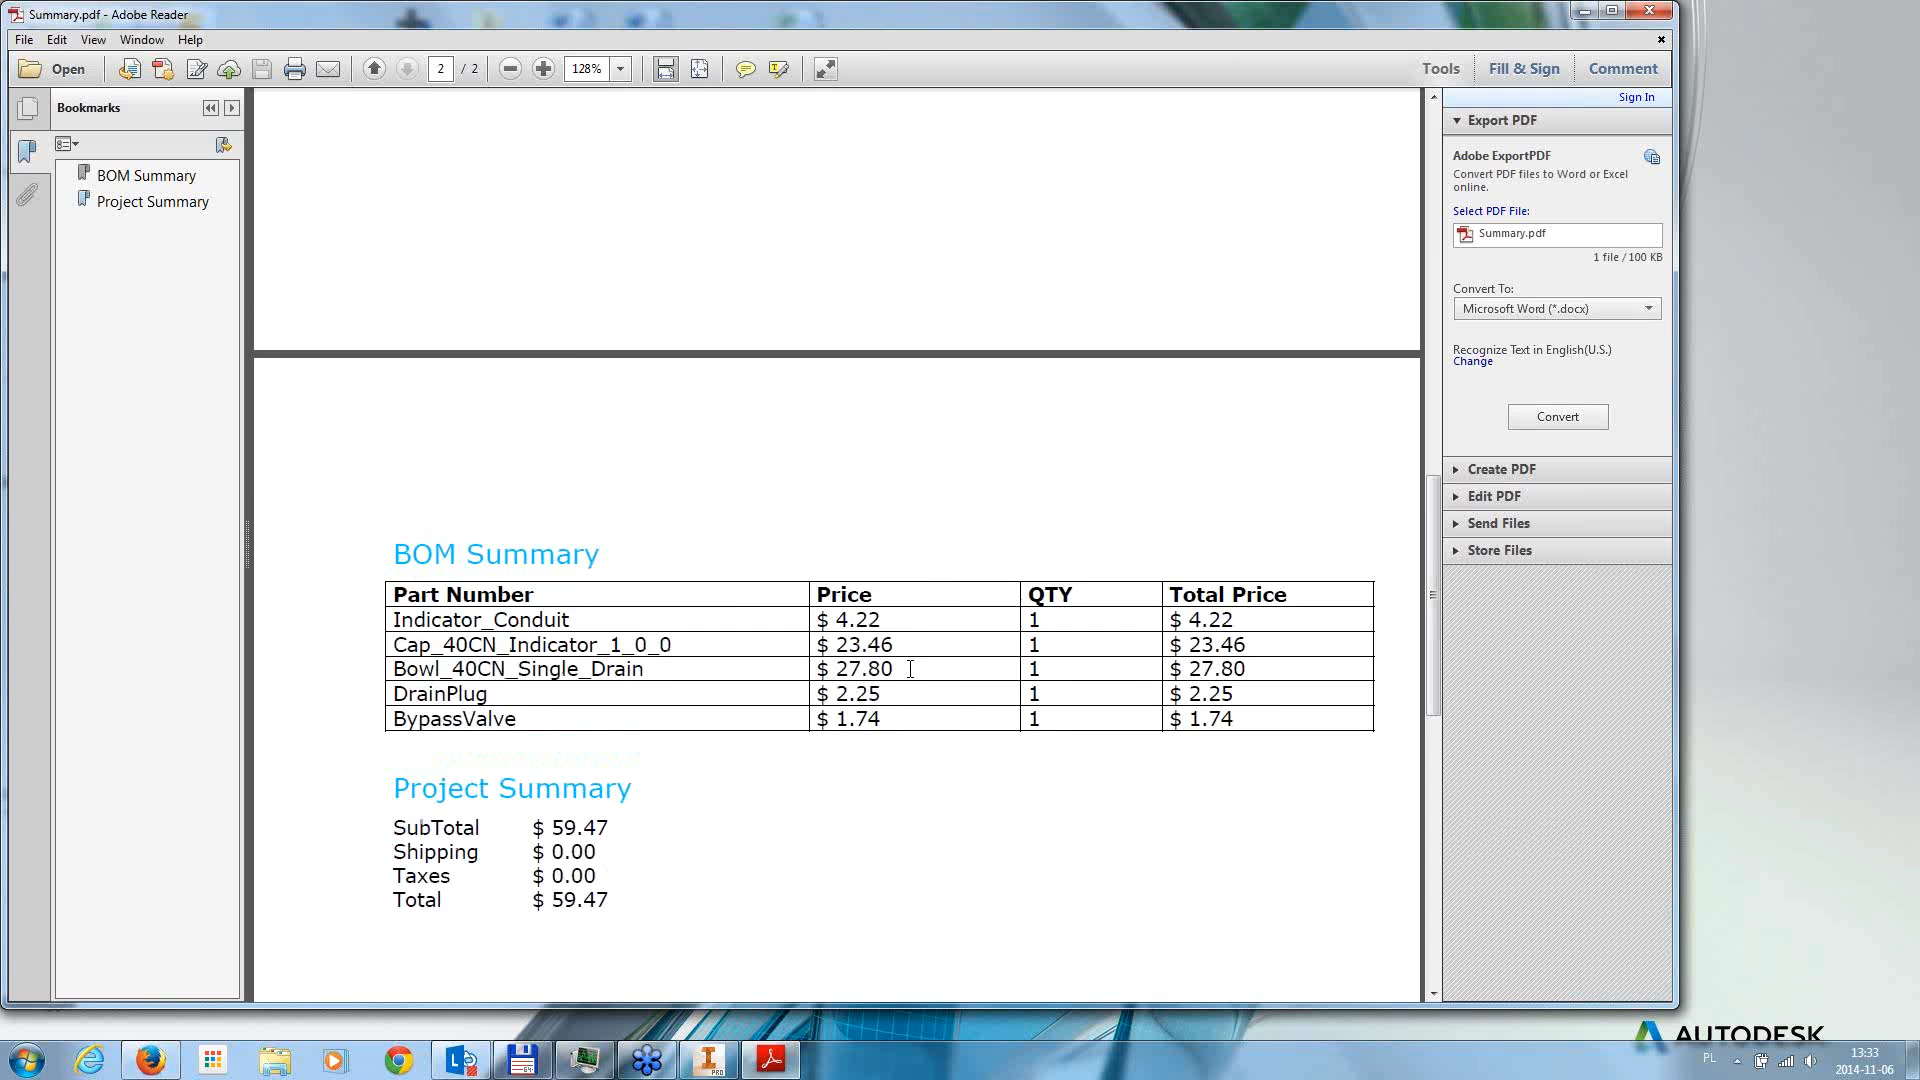 Summary.pdf - Adobe Reader
File Edit View Window Help
Open 2 / 2 128% Tools Fill & Sign Comment
Bookmarks
BOM Summary
Project Summary
BOM Summary
Part Number Price QTY Total Price
Indicator_Conduit $ 4.22 1 $ 4.22
Cap_40CN_Indicator_1_0_0 $ 23.46 1 $ 23.46
Bowl_40CN_Single_Drain $ 27.80 1 $ 27.80
DrainPlug $ 2.25 1 $ 2.25
BypassValve $ 1.74 1 $ 1.74
Project Summary
SubTotal $ 59.47
Shipping $ 0.00
Taxes $ 0.00
Total $ 59.47
Sign In
Export PDF
Adobe ExportPDF
Convert PDF files to Word or Excel
online.
Select PDF File:
Summary.pdf
1 file / 100 KB
Convert To:
Microsoft Word (*.docx)
Recognize Text in English(U.S.)
Change
Convert
Create PDF
Edit PDF
Send Files
Store Files
AUTODESK
PL 13:33
2014-11-06
64
PRO